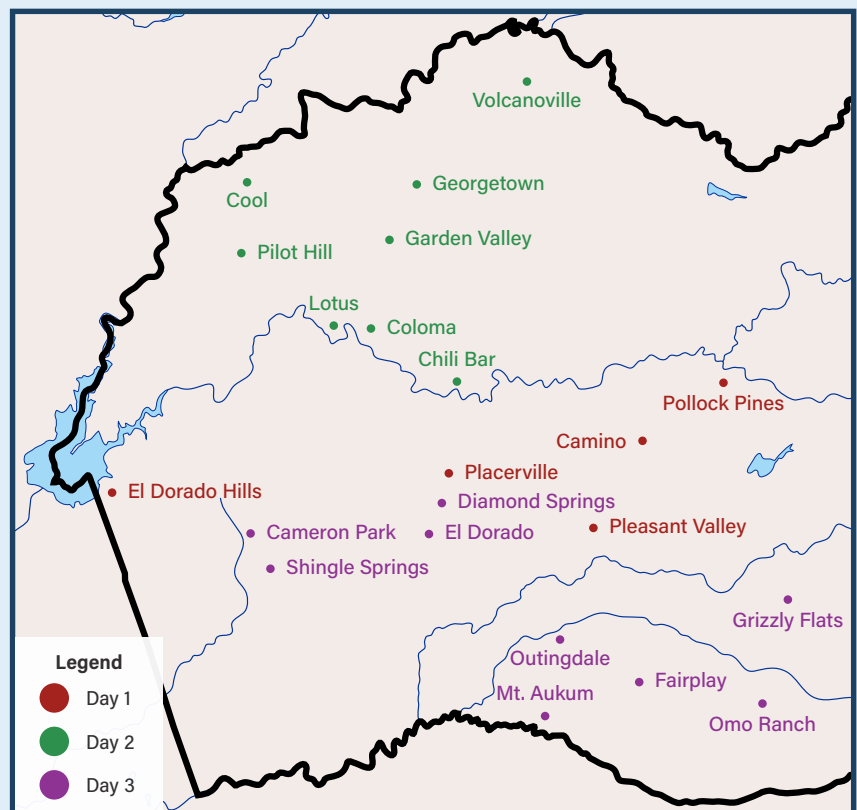 Volcanoville
Georgetown
Cool
Garden Valley
Pilot Hill
Lotus
Coloma
Chili Bar
Pollock Pines
Camino
Placerville
El Dorado Hills
Diamond Springs
Pleasant Valley
Cameron Park
El Dorado
Shingle Springs
Grizzly Flats
Outingdale
Fairplay
Mt. Aukum
Omo Ranch
Legend
Day 1
Day 2
Day 3